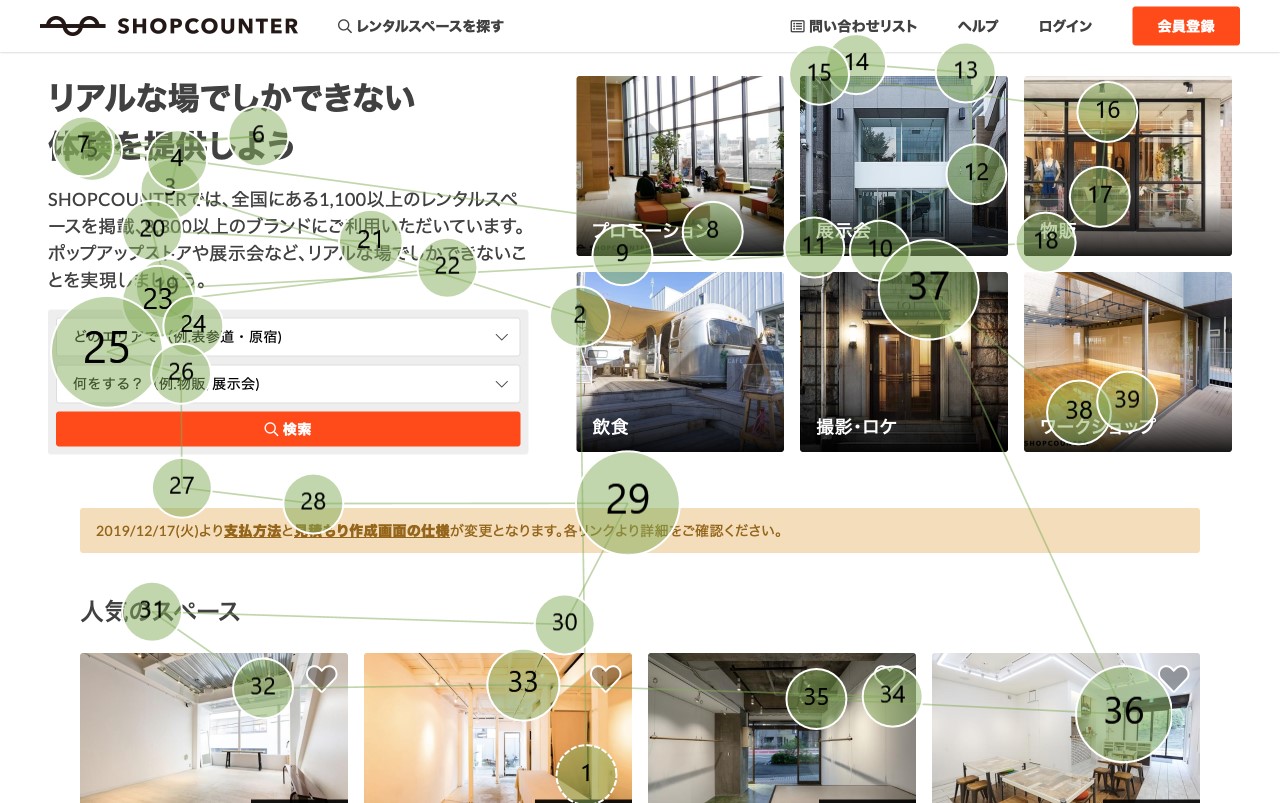 SHOPCOUNTER
レンタルスペースを探す
問い合わせリスト
ヘルプ
ログイン
会員登録
リアルな場でしかできない
体験を提供しよう
SHOPCOUNTERでは、全国にある1,100以上のレンタルスペ
ースを掲載、 800以上のブランドにご利用いただいています。
ポップアップストアや展示会など、リアルな場でしかできないこ
とを実現しましょう。
どのエリアで (例.表参道・原宿)
何をする? (例.物販 展示会)
検索
プロモーション
展示会
物販
飲食
撮影・ロケ
ワークショップ
2019/12/17(火)より支払方法と見積もり作成画面の仕様が変更となります。各リンクより詳細をご確認ください。
人気のスペース
1
2
3
4
5
6
7
8
9
10
11
12
13
14
15
16
17
18
19
20
21
22
23
24
25
26
27
28
29
30
31
32
33
34
35
36
37
38
39